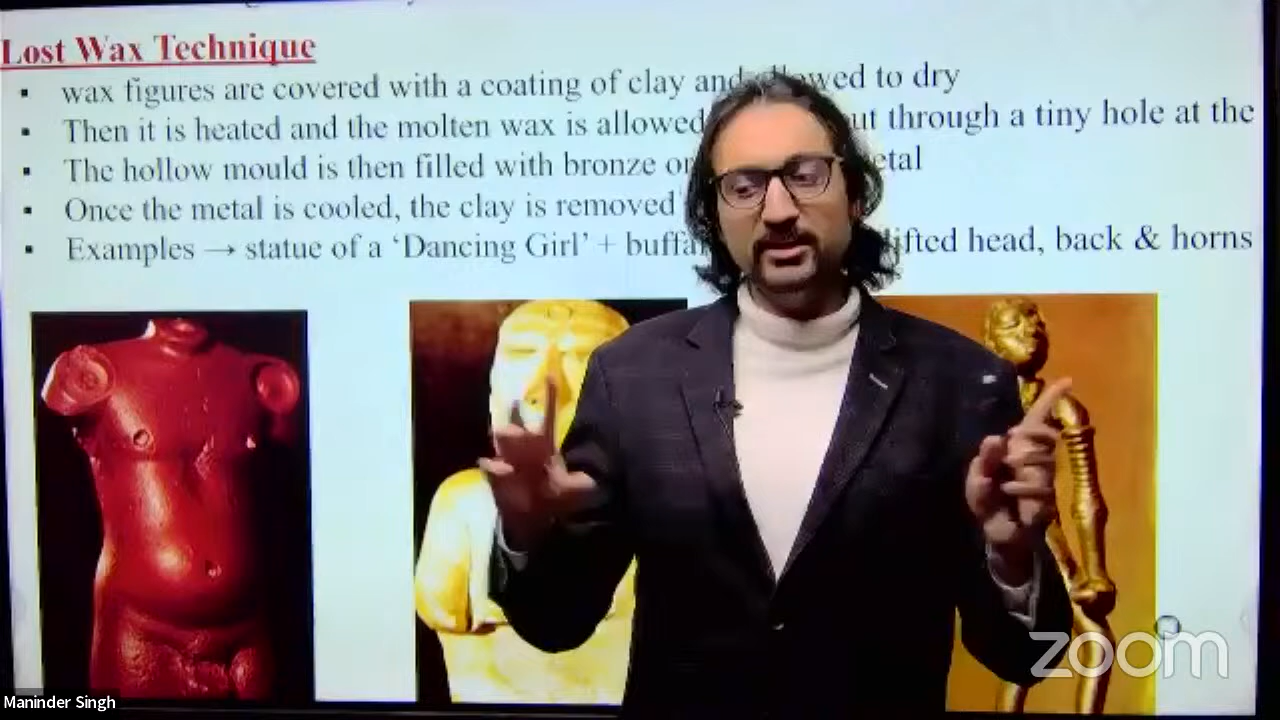 Lost Wax Technique
▪ wax figures are covered with a coating of clay and allowed to dry
▪ Then it is heated and the molten wax is allowed out through a tiny hole at the
▪ The hollow mould is then filled with bronze or etal
▪ Once the metal is cooled, the clay is removed
▪ Examples → statue of a ‘Dancing Girl’ + buffa lifted head, back & horns
zoom
Maninder Singh